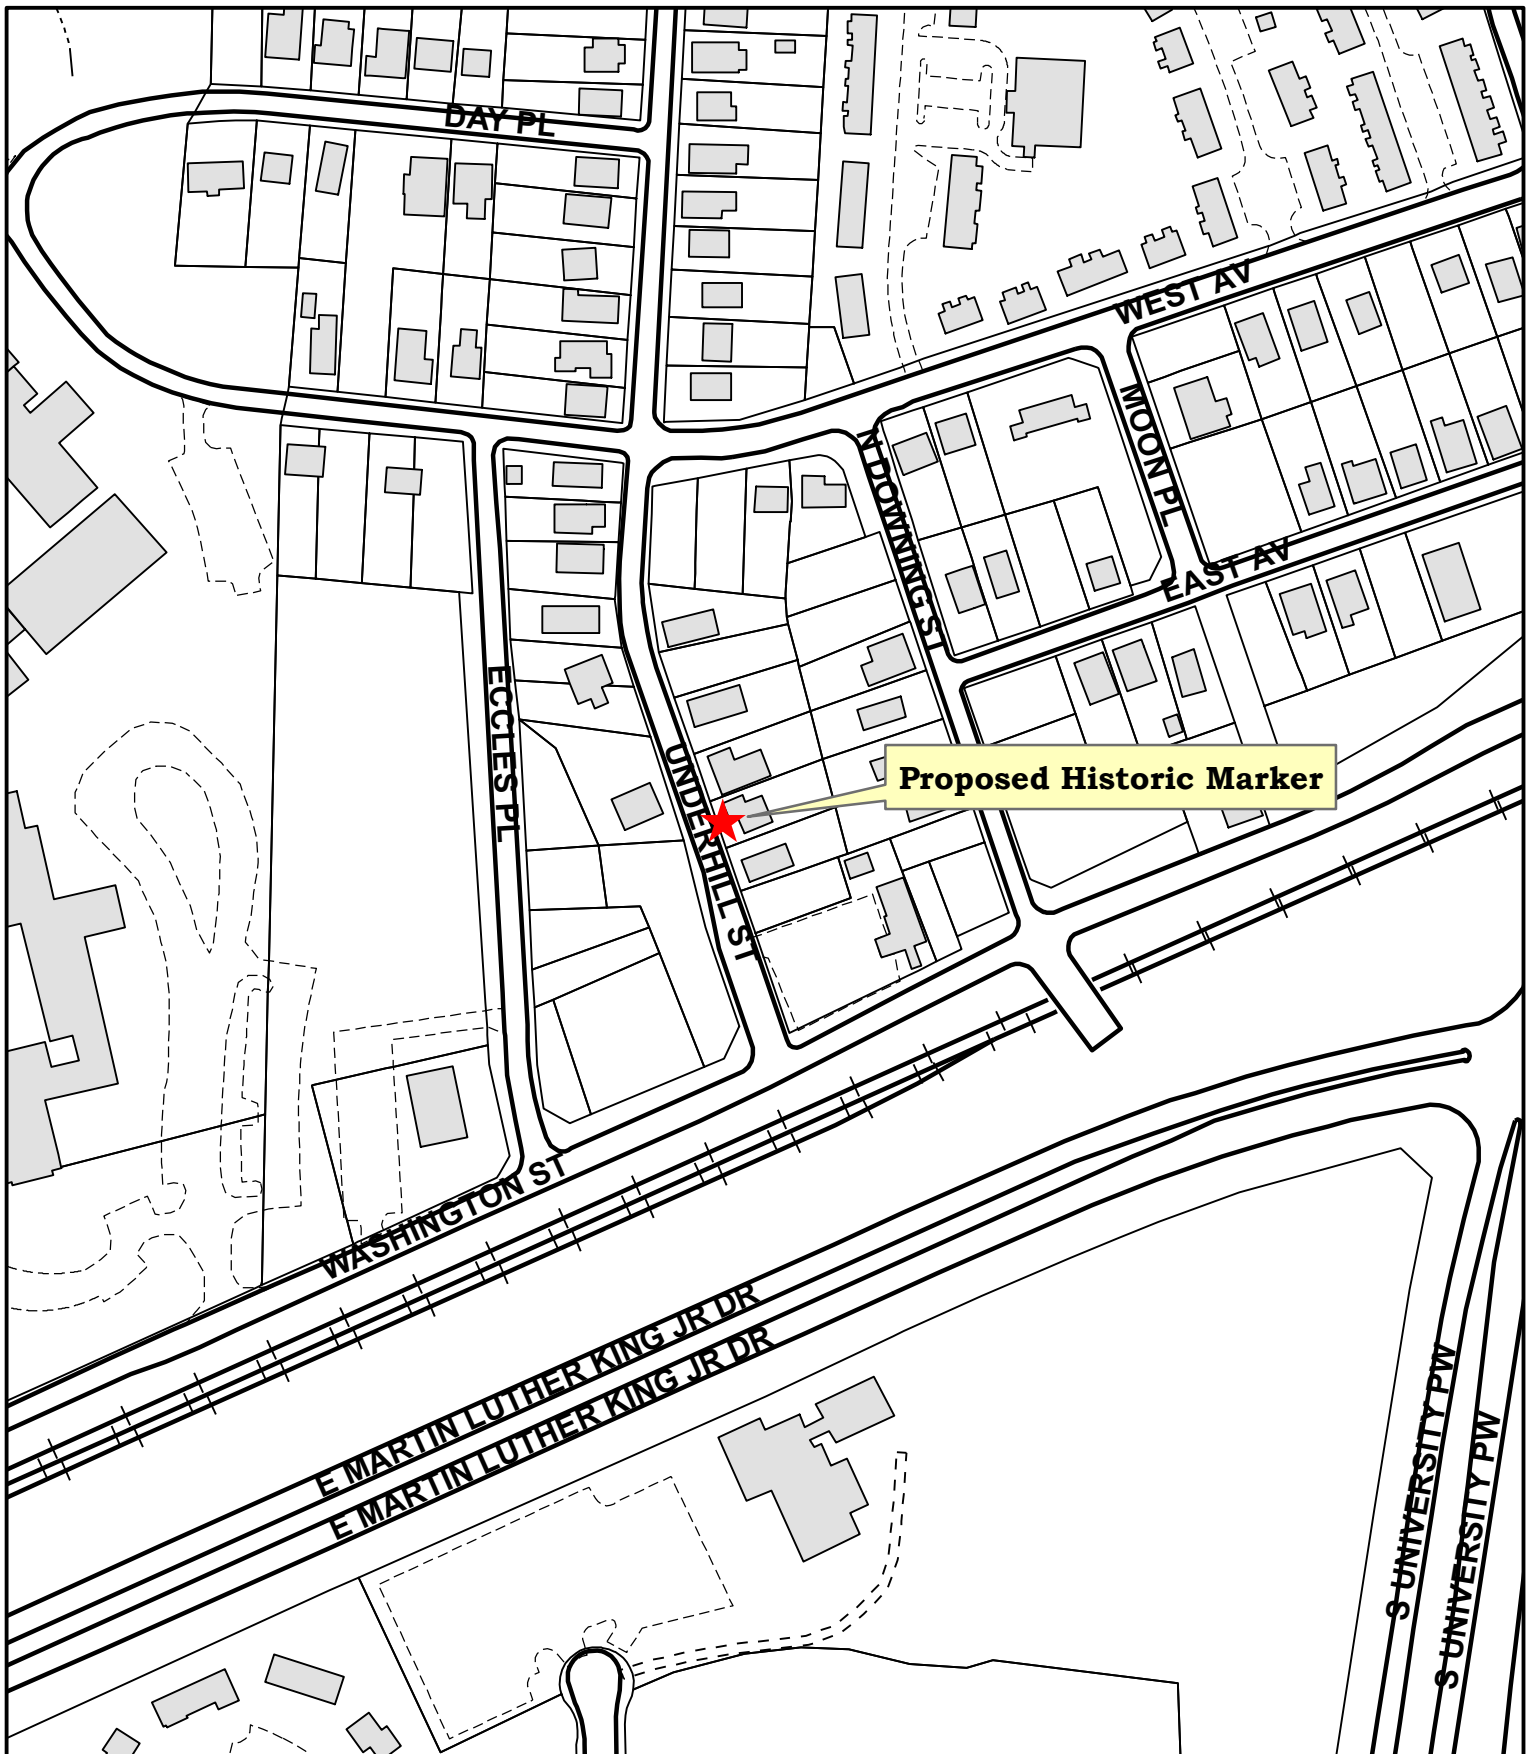 DAY PL
WEST AV
MOON PL
N DOWNING ST
EAST AV
ECCLES PL
UNDERHILL ST
Proposed Historic Marker
WASHINGTON ST
E MARTIN LUTHER KING JR DR
E MARTIN LUTHER KING JR DR
S UNIVERSITY PW
S UNIVERSITY PW